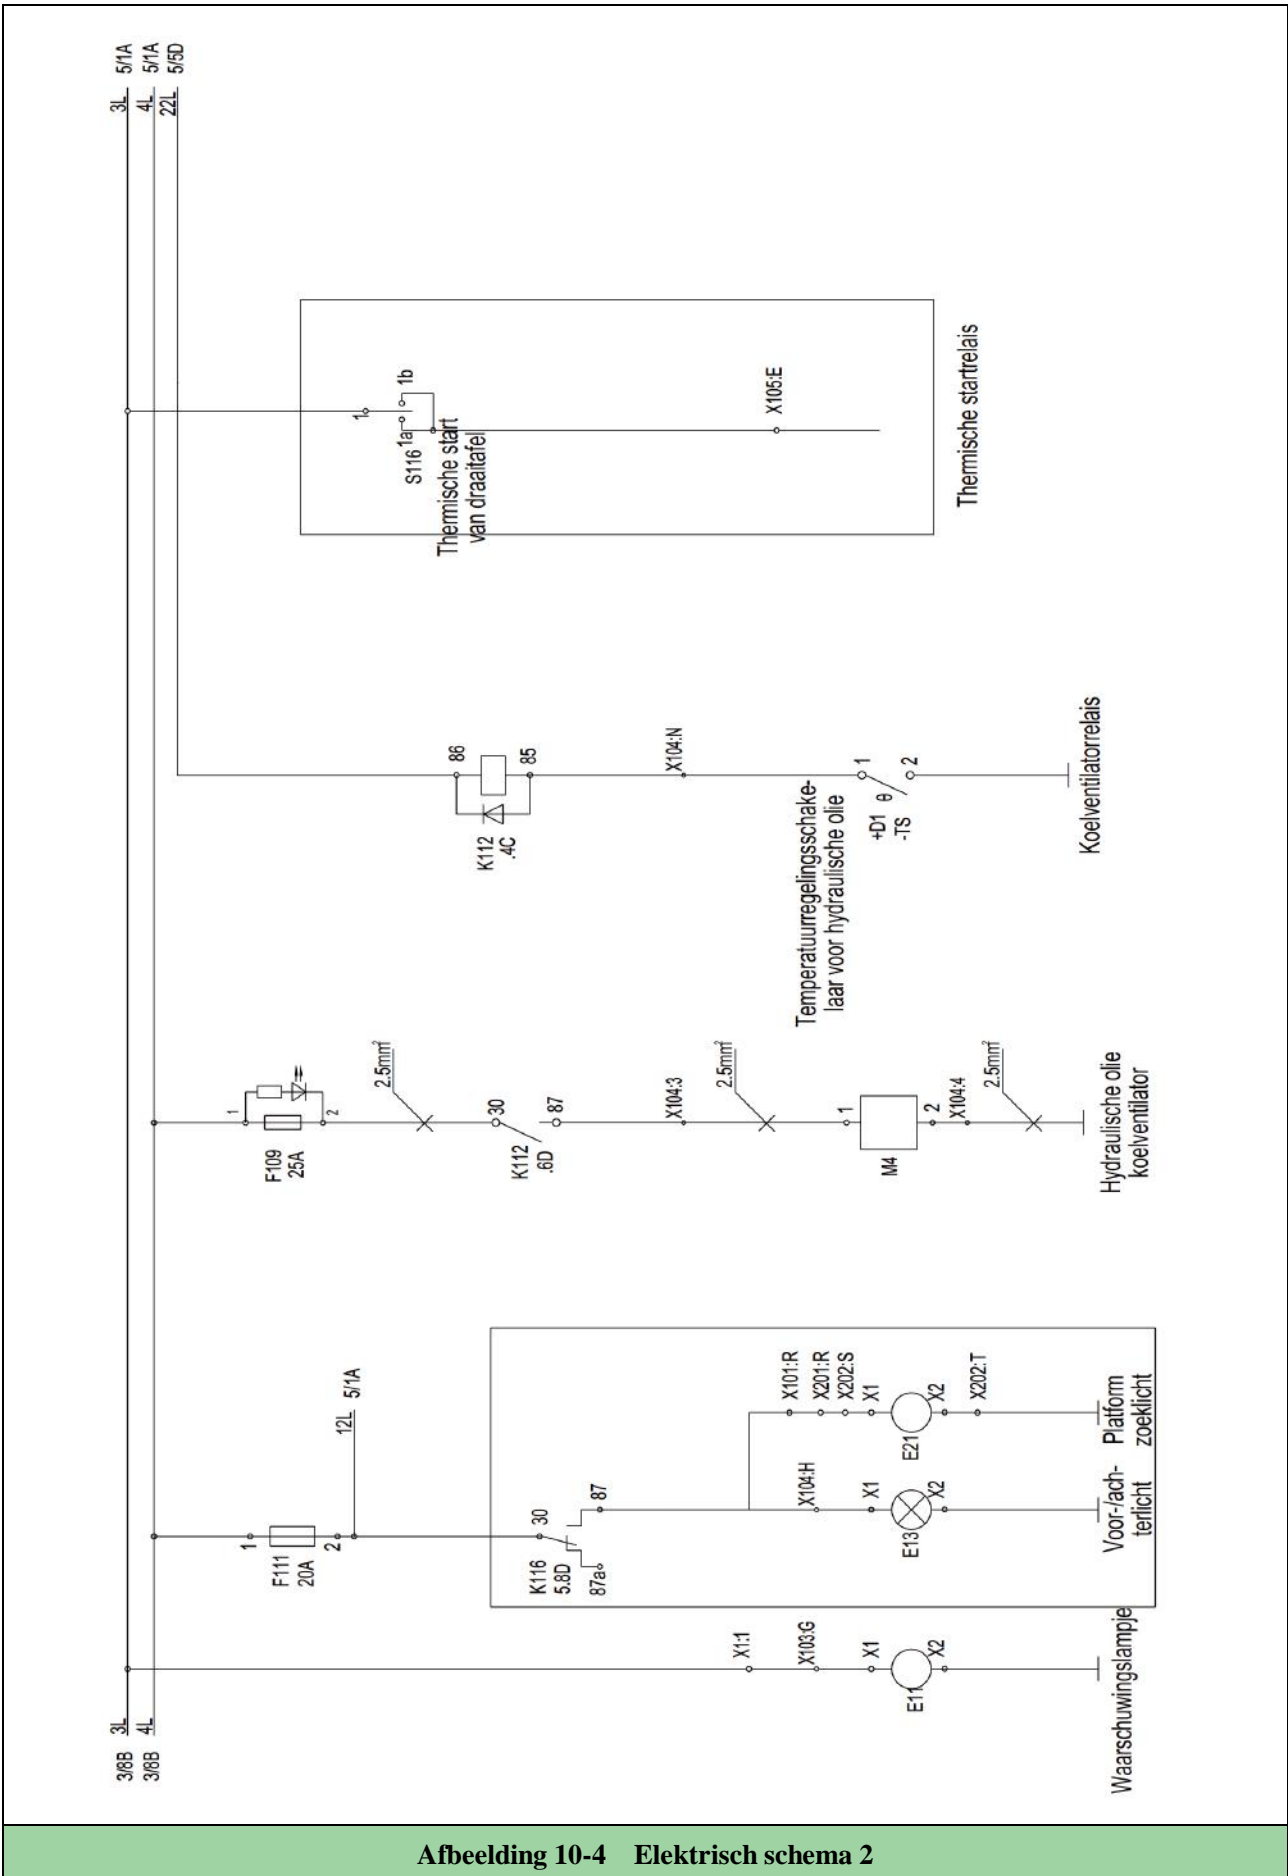 3/8B 3L
3/8B 4L
3L 5/1A
4L 5/1A
22L 5/5D
X1:1
X103:G
X1
E11
X2
Waarschuwingslampje
1
F111
20A
2
12L 5/1A
30
K116
5.8D
87a
87
X104:H
X1
E13
X2
Voor-/ach-
terlicht
X101:R
X201:R
X202:S
X1
E21
X2
X202:T
Platform
zoeklicht
1
F109
25A
2
2.5mm²
30
K112
.6D
87
X104:3
2.5mm²
1
M4
2
X104:4
2.5mm²
Hydraulische olie
koelventilator
86
K112
.4C
85
X104:N
Temperatuurregelingsschake-
laar voor hydraulische olie
1
θ
+D1
-TS
2
Koelventilatorrelais
1
1b
1a
S116
Thermische start
van draaitafel
X105:E
Thermische startrelais
Afbeelding 10-4 Elektrisch schema 2